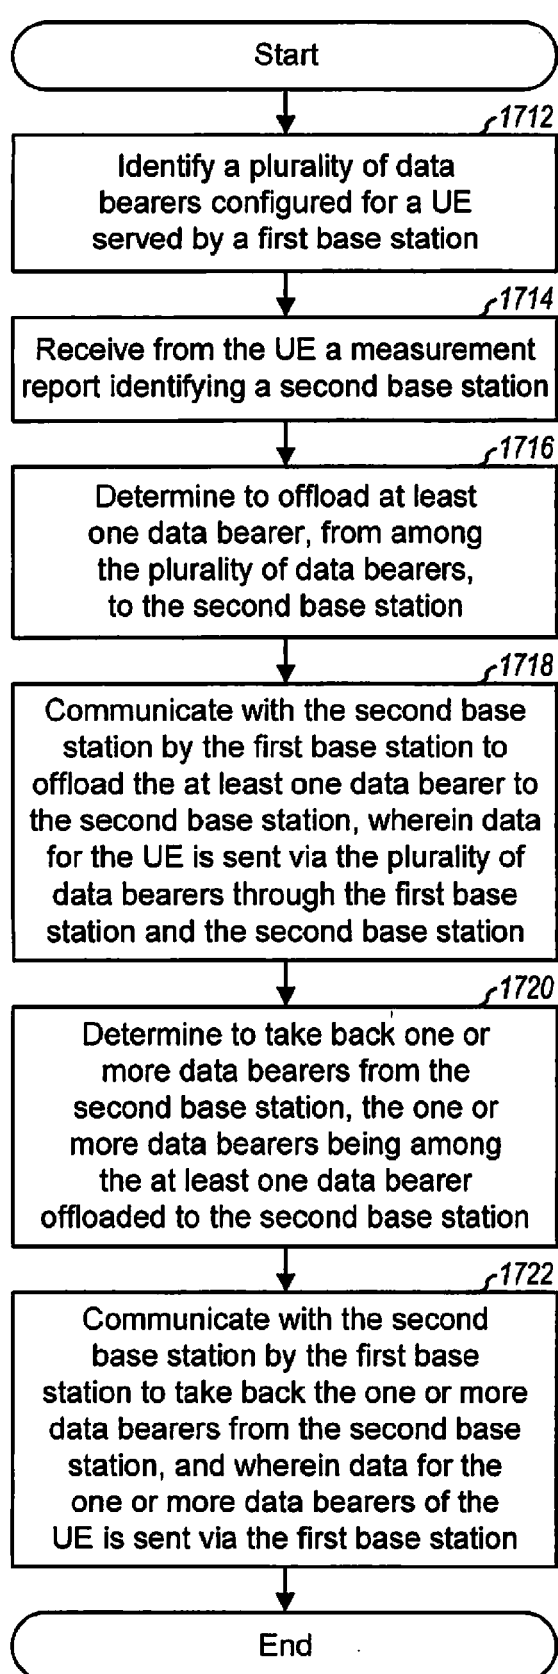 Start
1712
Identify a plurality of data
bearers configured for a UE
served by a first base station
1714
Receive from the UE a measurement
report identifying a second base station
1716
Determine to offload at least
one data bearer, from among
the plurality of data bearers,
to the second base station
1718
Communicate with the second base
station by the first base station to
offload the at least one data bearer to
the second base station, wherein data
for the UE is sent via the plurality of
data bearers through the first base
station and the second base station
1720
Determine to take back one or
more data bearers from the
second base station, the one or
more data bearers being among
the at least one data bearer
offloaded to the second base station
1722
Communicate with the second
base station by the first base
station to take back the one or more
data bearers from the second base
station, and wherein data for the
one or more data bearers of the
UE is sent via the first base station
End